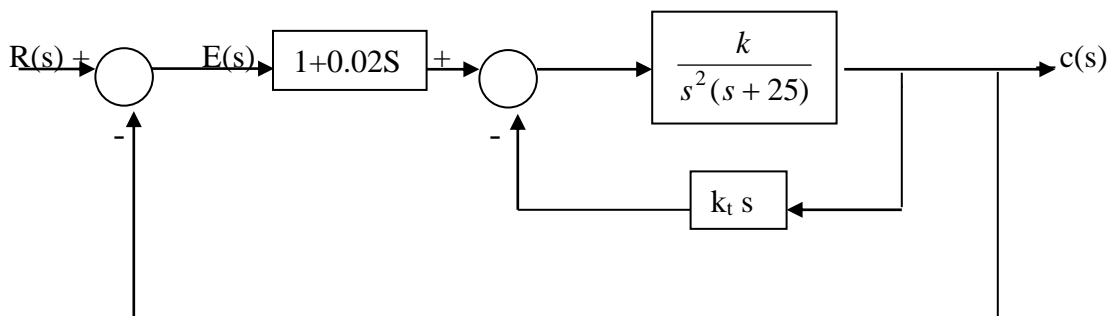 R(s) + E(s) 1+0.02S + k c(s)
s²(s + 25)
- -
kₜ s